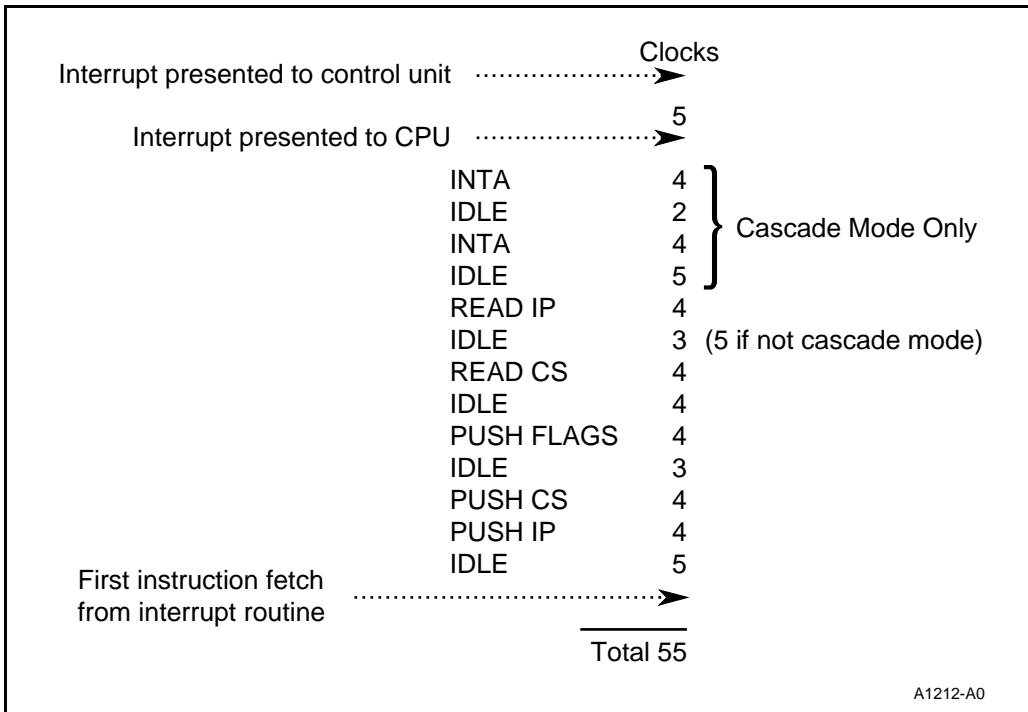 Clocks
Interrupt presented to control unit
5
Interrupt presented to CPU
INTA 4
IDLE 2
Cascade Mode Only
INTA 4
IDLE 5
READ IP 4
IDLE 3 (5 if not cascade mode)
READ CS 4
IDLE 4
PUSH FLAGS 4
IDLE 3
PUSH CS 4
PUSH IP 4
IDLE 5
First instruction fetch
from interrupt routine
Total 55
A1212-A0